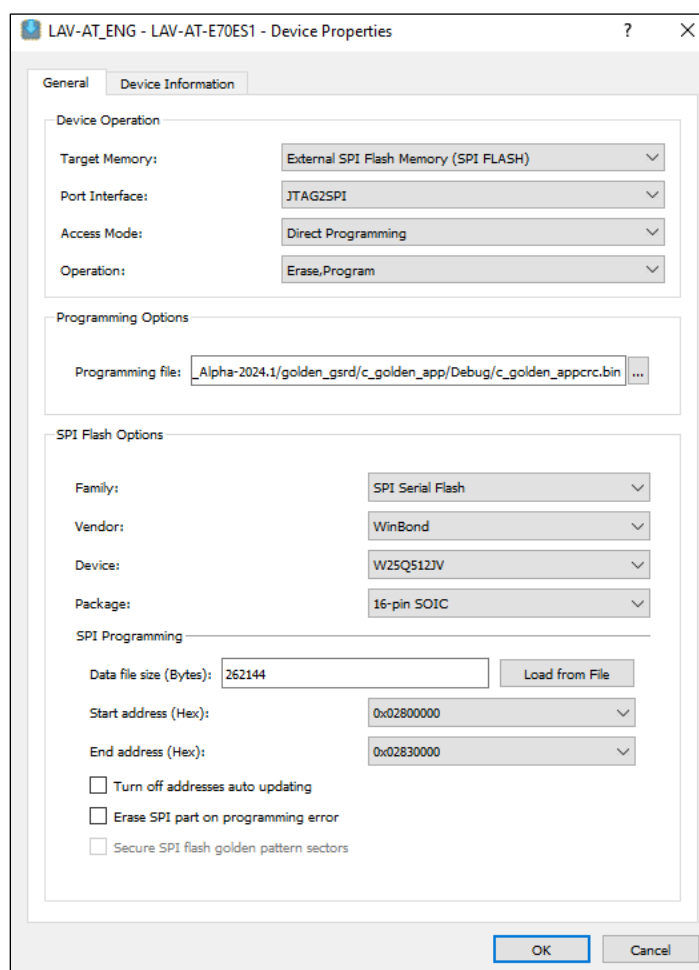 LAV-AT_ENG - LAV-AT-E70ES1 - Device Properties ?
General Device Information
Device Operation
Target Memory: External SPI Flash Memory (SPI FLASH)
Port Interface: JTAG2SPI
Access Mode: Direct Programming
Operation: Erase,Program
Programming Options
Programming file: _Alpha-2024.1/golden_gsrd/c_golden_app/Debug/c_golden_appcrc.bin ...
SPI Flash Options
Family: SPI Serial Flash
Vendor: WinBond
Device: W25Q512JV
Package: 16-pin SOIC
SPI Programming
Data file size (Bytes): 262144 Load from File
Start address (Hex): 0x02800000
End address (Hex): 0x02830000
Turn off addresses auto updating
Erase SPI part on programming error
Secure SPI flash golden pattern sectors
OK Cancel